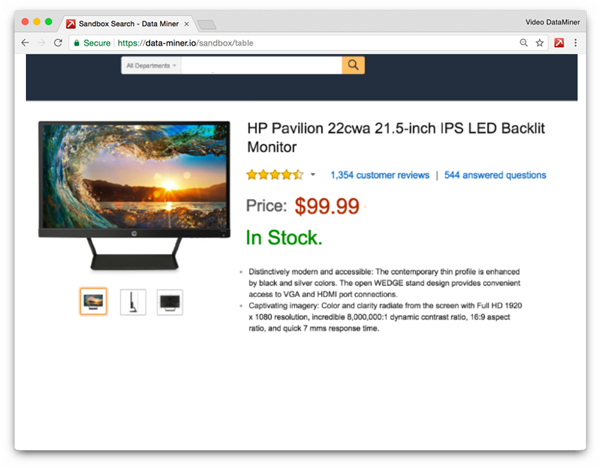 Sandbox Search - Data Miner
Video DataMiner
Secure
https://data-miner.io/sandbox/table
All Departments
HP Pavilion 22cwa 21.5-inch IPS LED Backlit
Monitor
1,354 customer reviews | 544 answered questions
Price: $99.99
In Stock.
Distinctively modern and accessible: The contemporary thin profile is enhanced
by black and silver colors. The open WEDGE stand design provides convenient
access to VGA and HDMI port connections.
Captivating imagery: Color and clarity radiate from the screen with Full HD 1920
x 1080 resolution, incredible 8,000,000:1 dynamic contrast ratio, 16:9 aspect
ratio, and quick 7 mms response time.